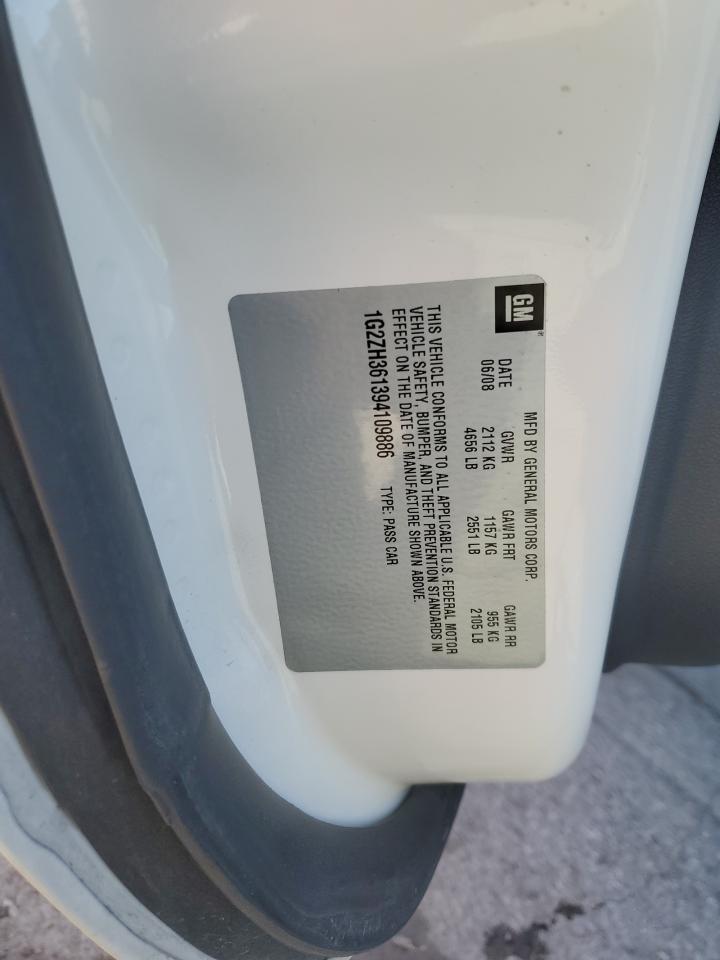 GM®
MFD BY GENERAL MOTORS CORP.
DATE GVWR GAWR FRT GAWR RR
06/08 2112 KG 1157 KG 955 KG
4656 LB 2551 LB 2105 LB
THIS VEHICLE CONFORMS TO ALL APPLICABLE U.S. FEDERAL MOTOR
VEHICLE SAFETY, BUMPER, AND THEFT PREVENTION STANDARDS IN
EFFECT ON THE DATE OF MANUFACTURE SHOWN ABOVE.
1G2ZH361394109886 TYPE: PASS CAR